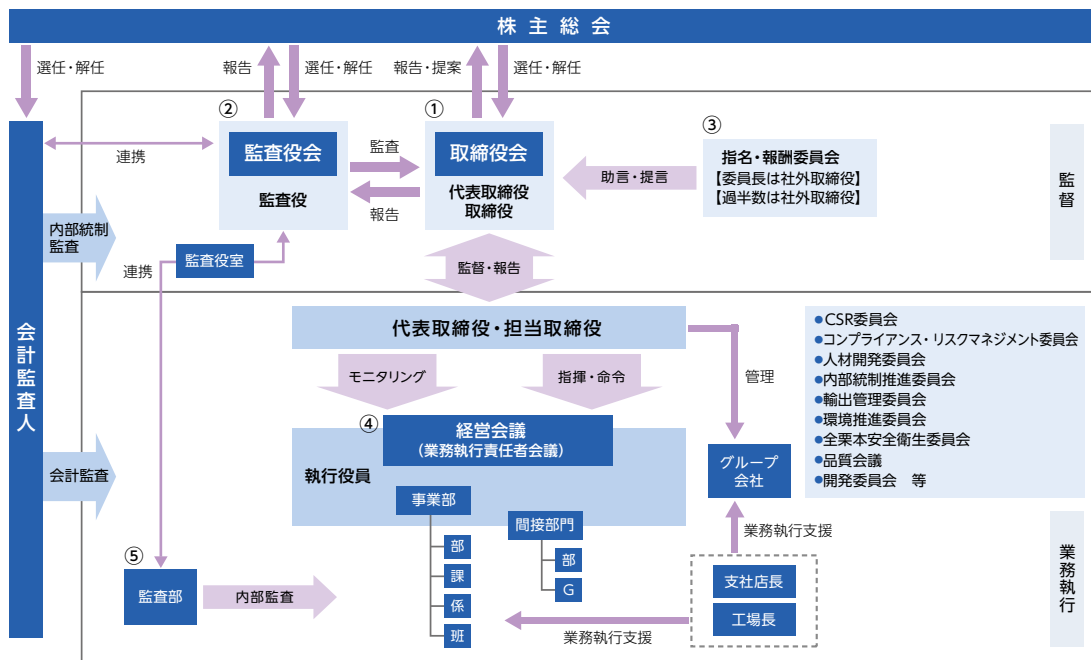 株主総会
選任・解任
報告
選任・解任
報告・提案
選任・解任
②
①
③
監査役会
監査役
監査
報告
取締役会
代表取締役
取締役
助言・提言
指名・報酬委員会
【委員長は社外取締役】
【過半数は社外取締役】
監督
連携
内部統制
監査
監査役室
連携
監督・報告
会計監査人
代表取締役・担当取締役
モニタリング
指揮・命令
管理
●CSR委員会
●コンプライアンス・リスクマネジメント委員会
●人材開発委員会
●内部統制推進委員会
●輸出管理委員会
●環境推進委員会
●全栗本安全衛生委員会
●品質会議
●開発委員会　等
④
経営会議
（業務執行責任者会議）
執行役員
グループ
会社
会計監査
事業部
部
課
係
班
間接部門
部
G
業務執行支援
業務執行
⑤
監査部
内部監査
支社店長
工場長
業務執行支援